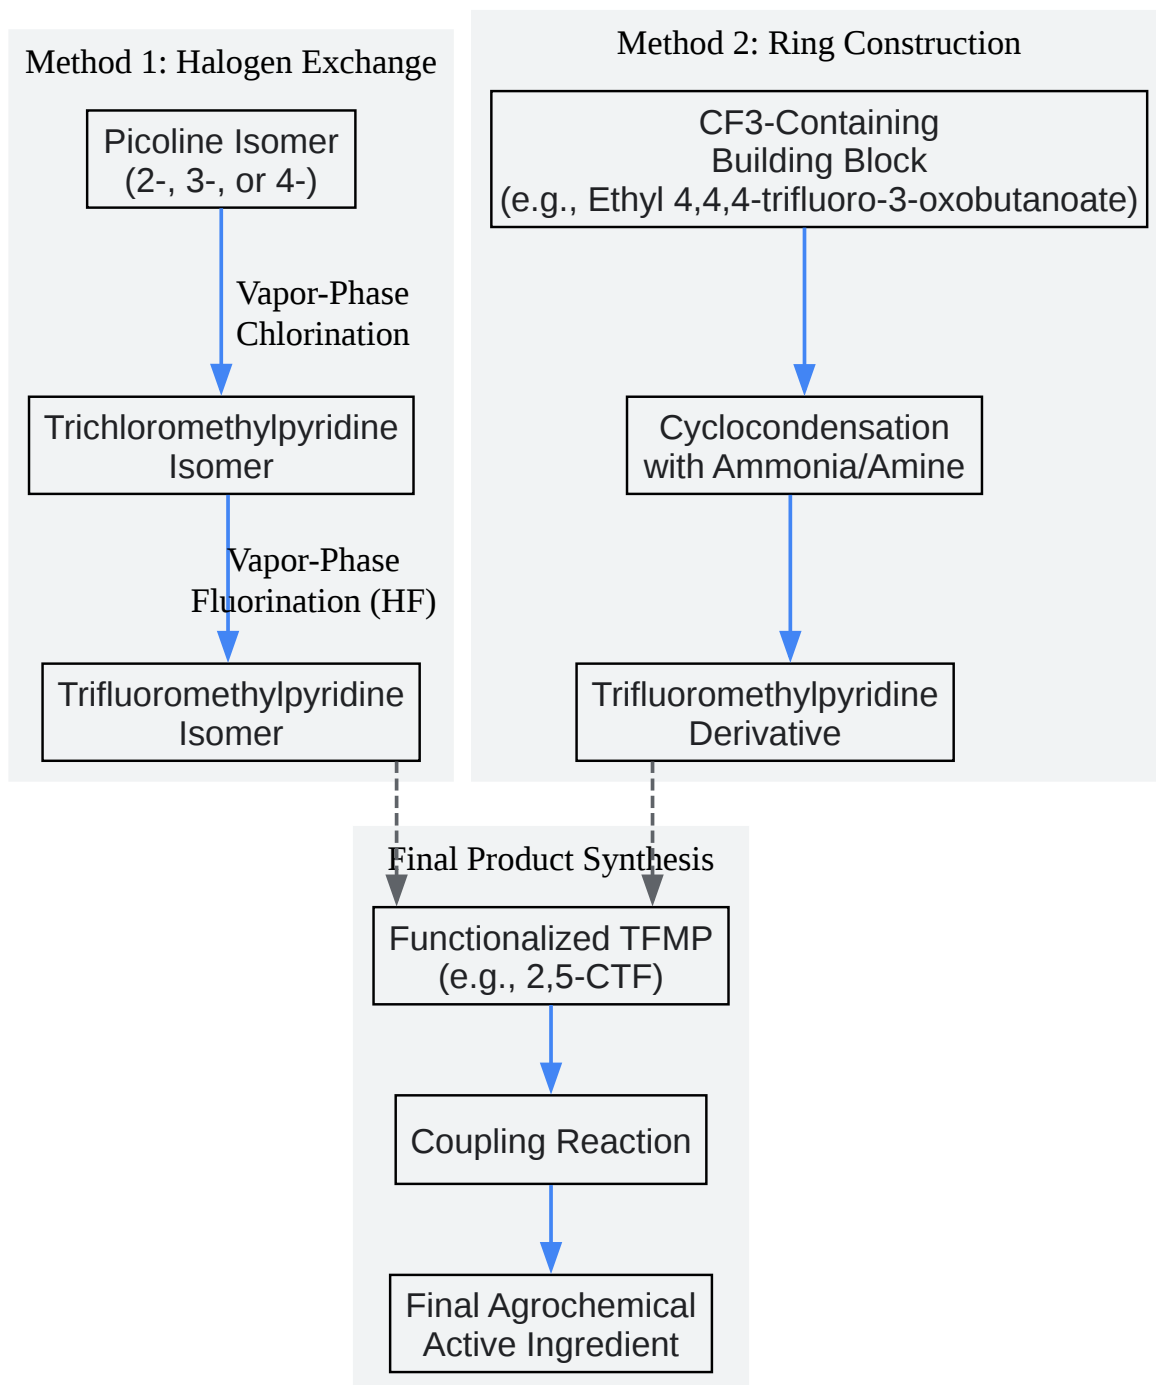 Method 1: Halogen Exchange
Picoline Isomer
(2-, 3-, or 4-)
Vapor-Phase
Chlorination
Trichloromethylpyridine
Isomer
Vapor-Phase
Fluorination (HF)
Trifluoromethylpyridine
Isomer
Method 2: Ring Construction
CF3-Containing
Building Block
(e.g., Ethyl 4,4,4-trifluoro-3-oxobutanoate)
Cyclocondensation
with Ammonia/Amine
Trifluoromethylpyridine
Derivative
Final Product Synthesis
Functionalized TFMP
(e.g., 2,5-CTF)
Coupling Reaction
Final Agrochemical
Active Ingredient